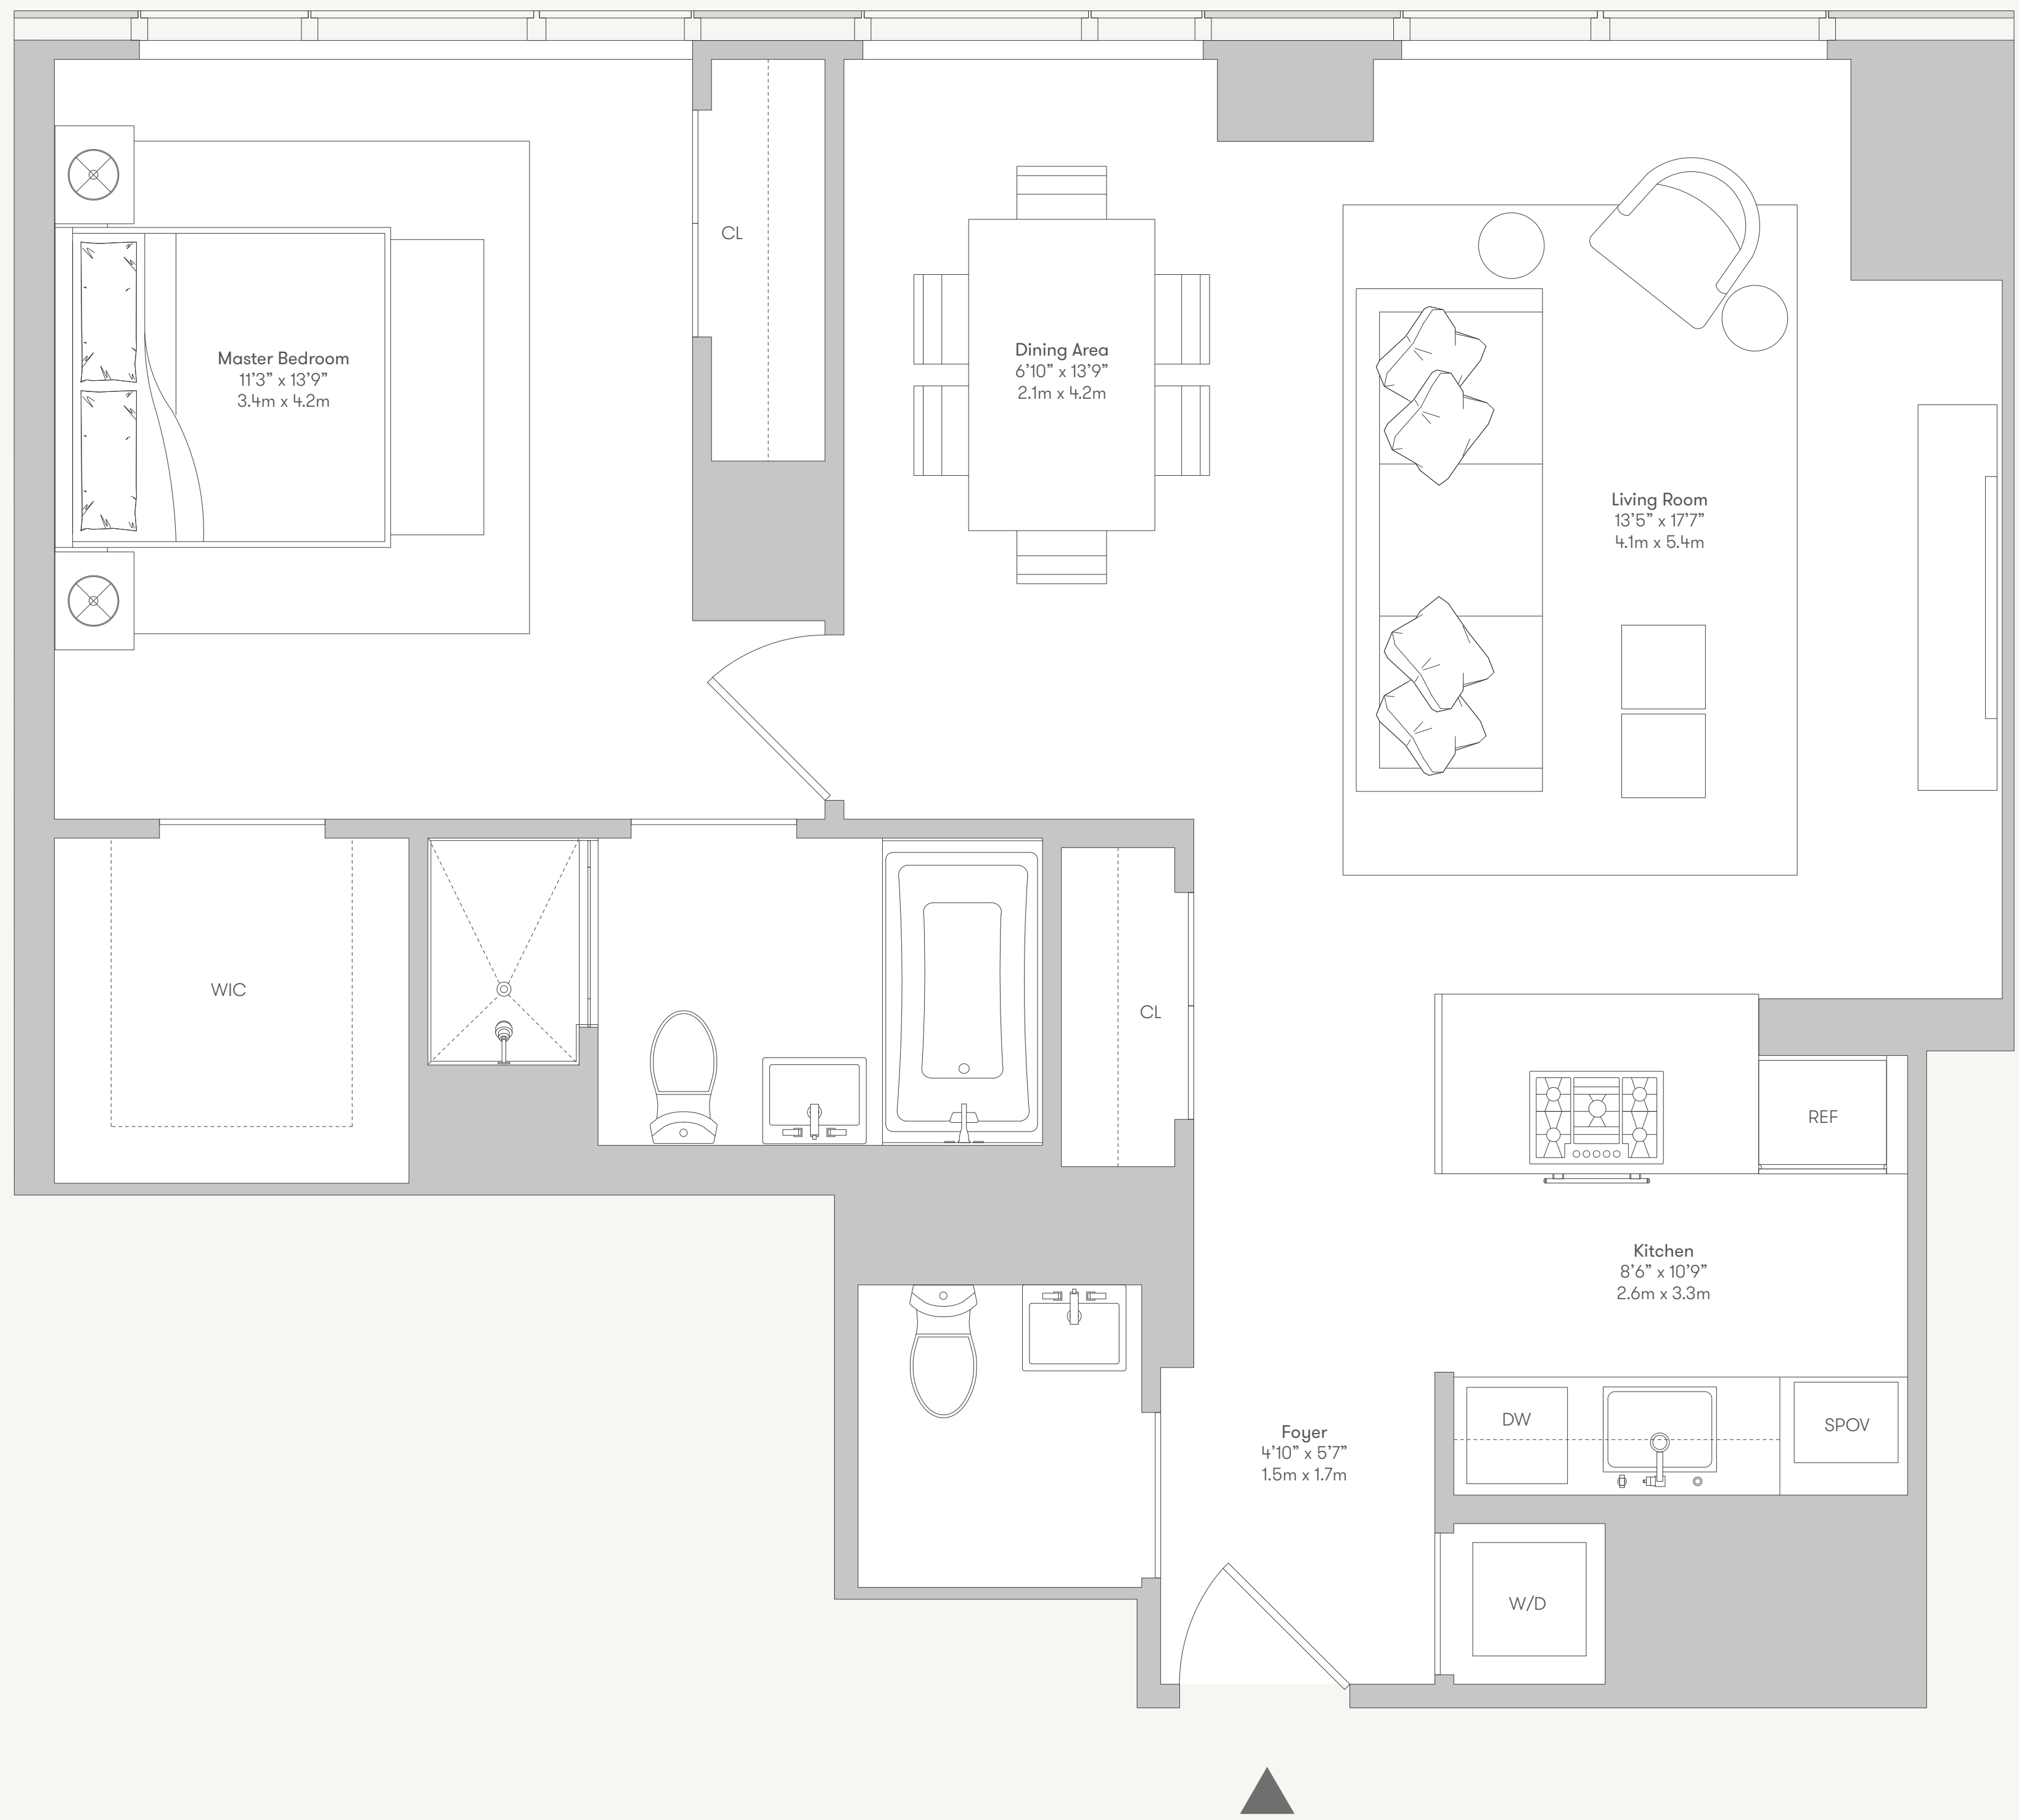 CL
Master Bedroom
11’3” x 13’9”
3.4m x 4.2m
Dining Area
6’10” x 13’9”
2.1m x 4.2m
Living Room
13’5” x 17’7”
4.1m x 5.4m
WIC
CL
REF
Kitchen
8’6” x 10’9”
2.6m x 3.3m
DW
SPOV
Foyer
4’10” x 5’7”
1.5m x 1.7m
W/D